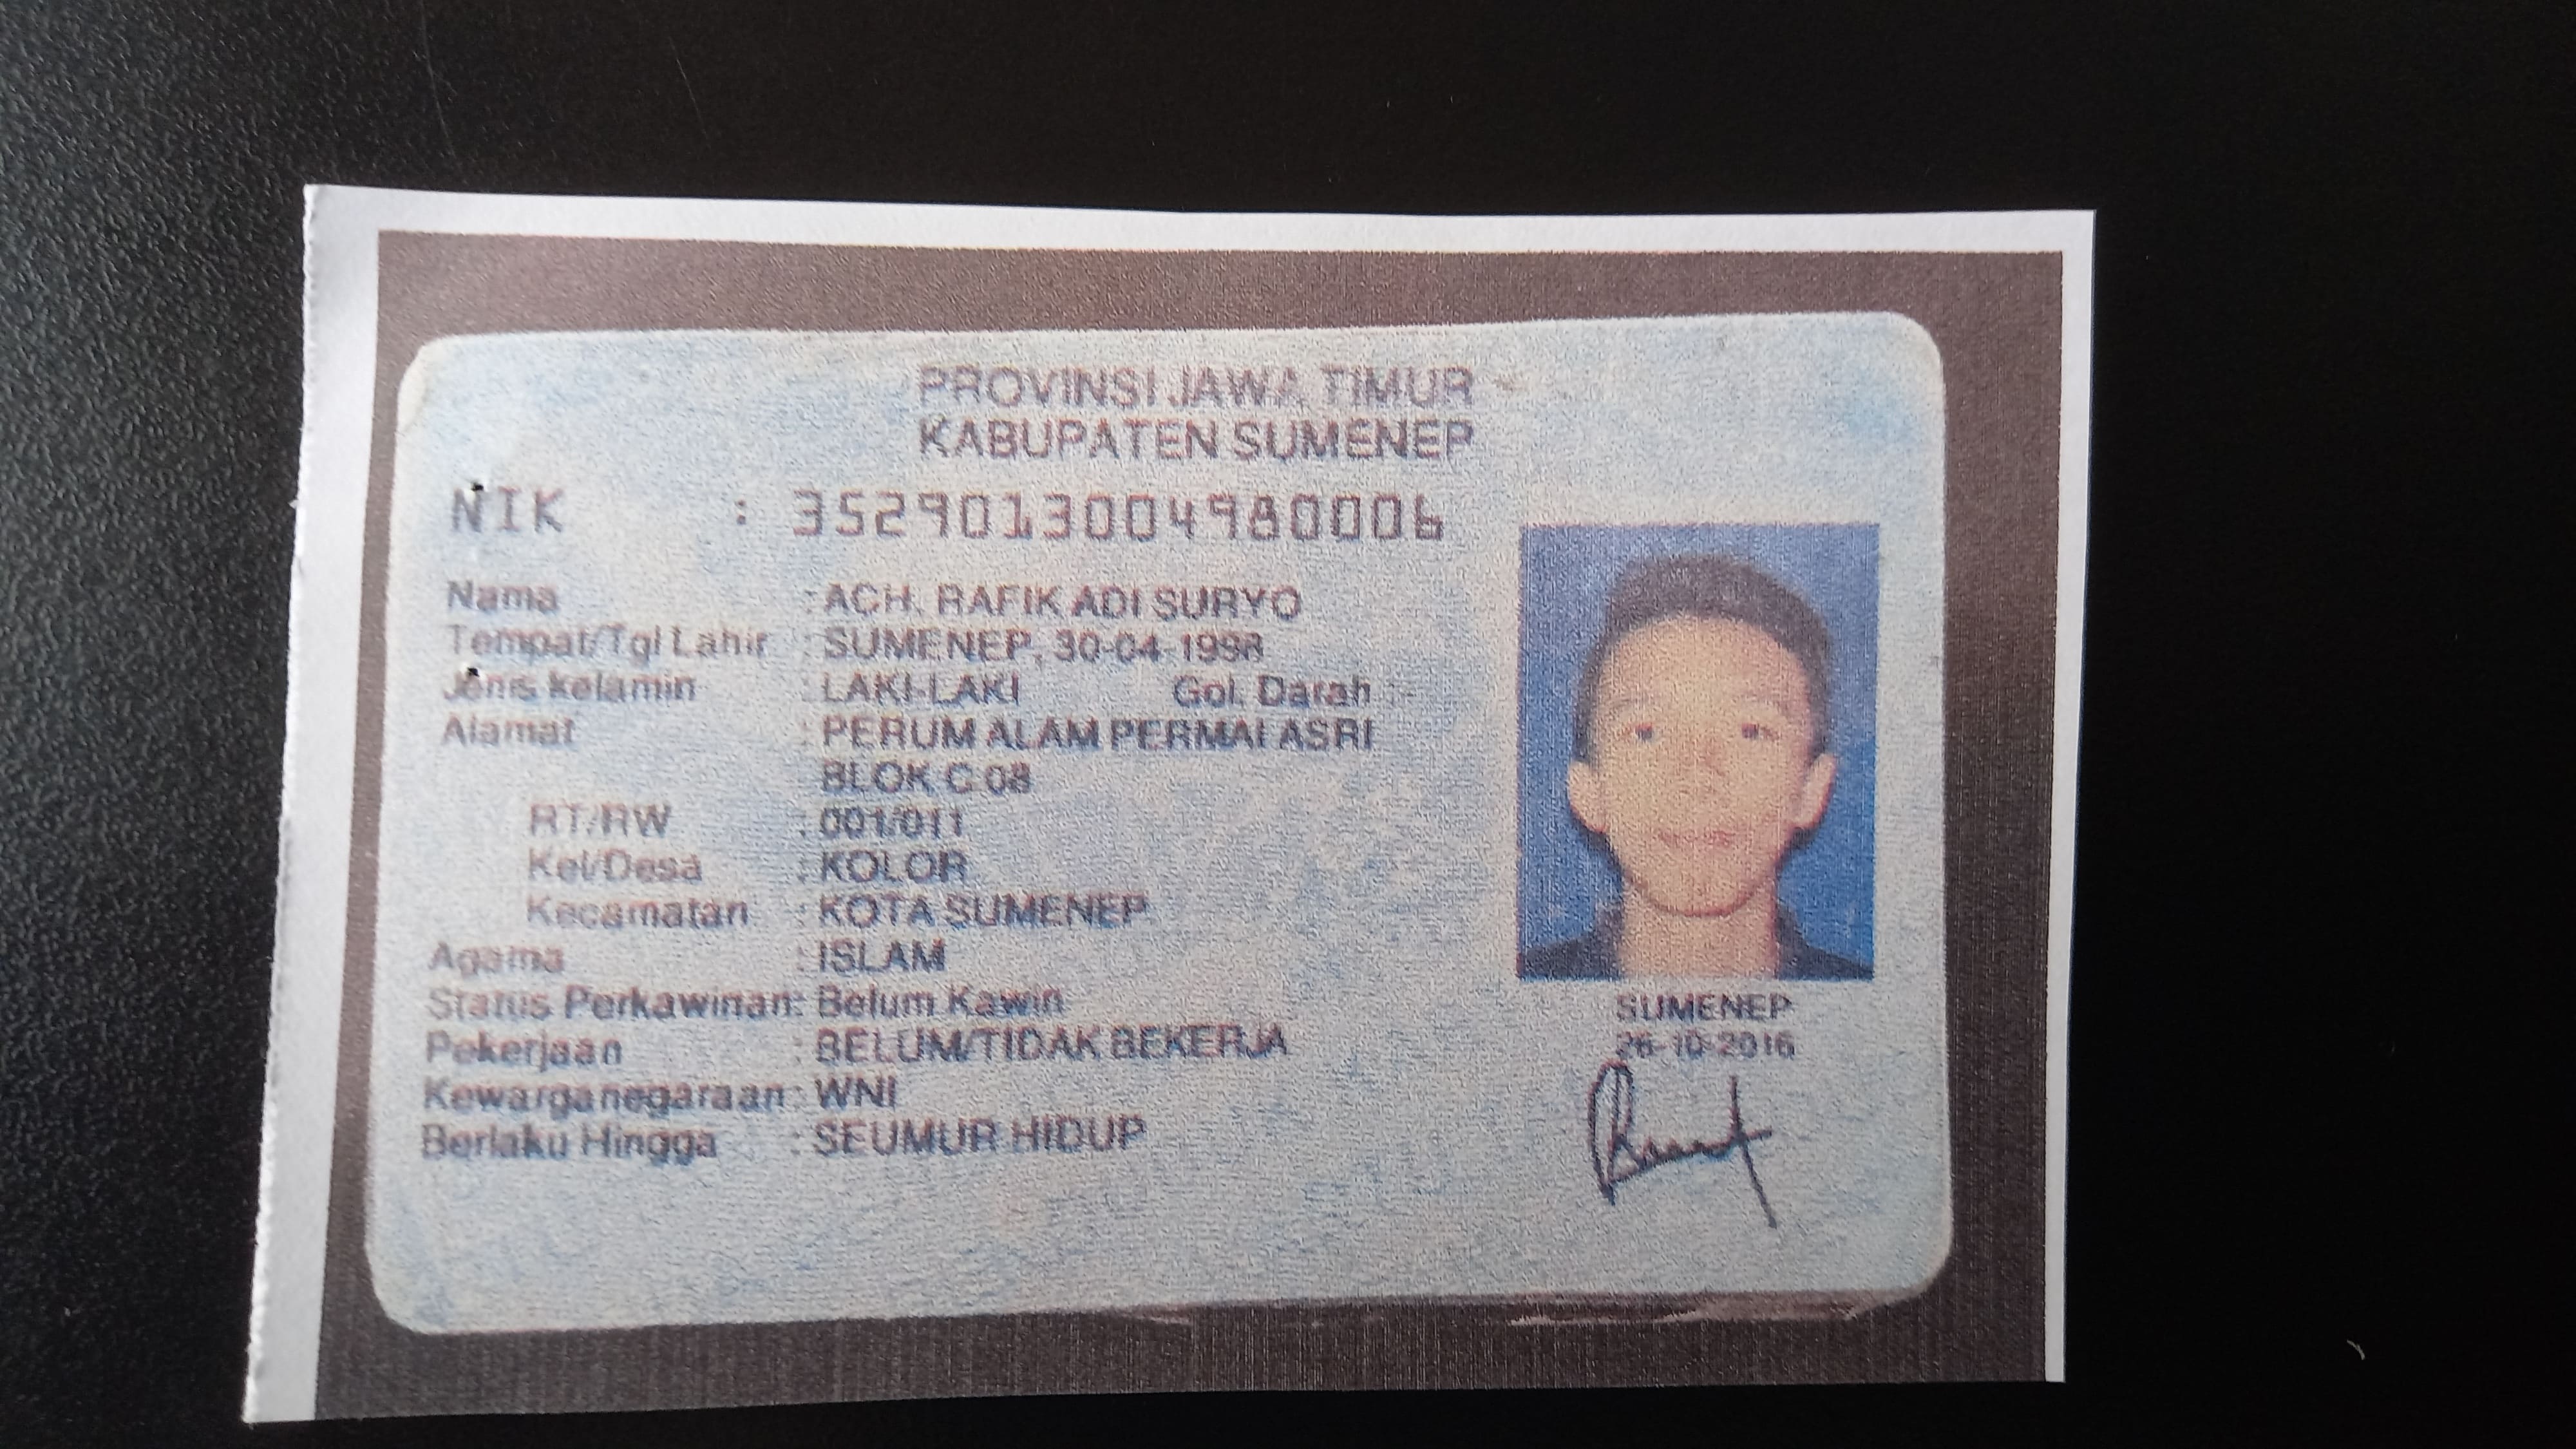 PROVINSI JAWA TIMUR
KABUPATEN SUMENEP
NIK : 3529013004980006
Nama : ACH. RAFIK ADI SURYO
Tempat/Tgl Lahir : SUMENEP, 30-04-1998
Jenis kelamin : LAKI-LAKI Gol. Darah : -
Alamat : PERUM ALAM PERMAI ASRI
BLOK C 08
RT/RW : 001/011
Kel/Desa : KOLOR
Kecamatan : KOTA SUMENEP
Agama : ISLAM
Status Perkawinan : Belum Kawin
Pekerjaan : BELUM/TIDAK BEKERJA
Kewarganegaraan : WNI
Berlaku Hingga : SEUMUR HIDUP
SUMENEP
26-10-2016